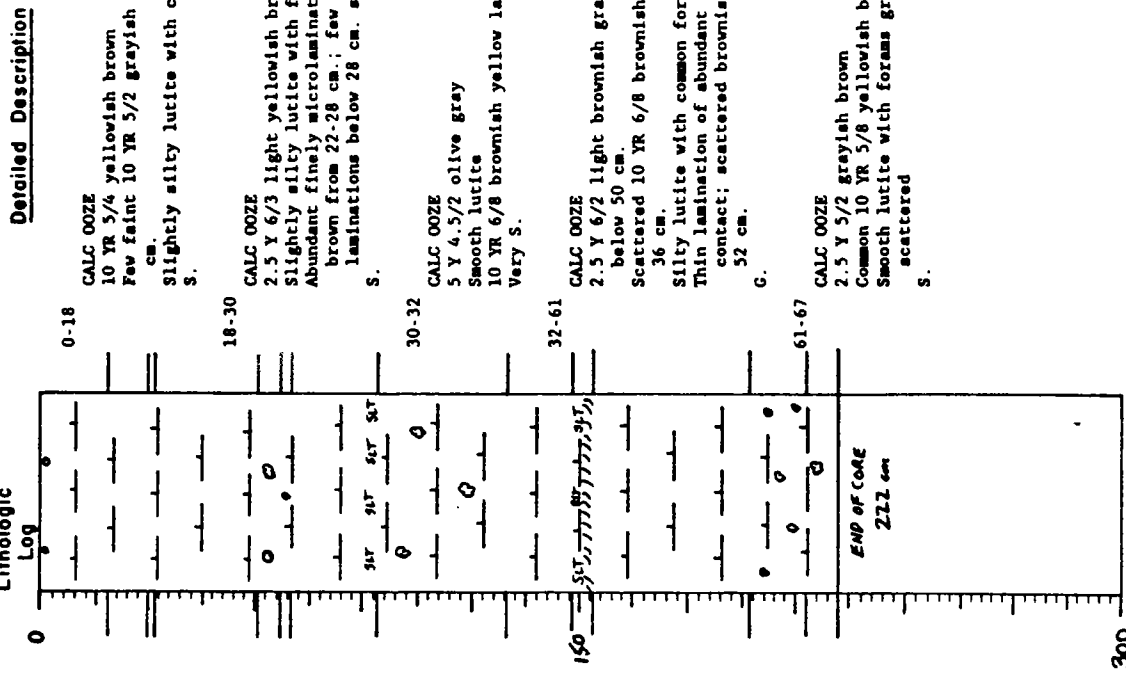 Lithologic
Log
Detailed Description
0
150
300
SLT SLT SLT SLT
SLT SLT SLT
END OF CORE
222 cm
0-18
CALC OOZE
10 YR 5/4 yellowish brown
Few faint 10 YR 5/2 grayish
cm.
Slightly silty lutite with c
S.
18-30
CALC OOZE
2.5 Y 6/3 light yellowish br
Slightly silty lutite with f
Abundant finely microlaminat
brown from 22-28 cm.; few
laminations below 28 cm. s
S.
30-32
CALC OOZE
5 Y 4.5/2 olive gray
Smooth lutite
10 YR 6/8 brownish yellow la
Very S.
32-61
CALC OOZE
2.5 Y 6/2 light brownish gra
below 50 cm.
Scattered 10 YR 6/8 brownish
36 cm.
Silty lutite with common for
Thin lamination of abundant
contact; scattered brownis
52 cm.
G.
61-67
CALC OOZE
2.5 Y 5/2 grayish brown
Common 10 YR 5/8 yellowish b
Smooth lutite with forams gr
scattered
S.